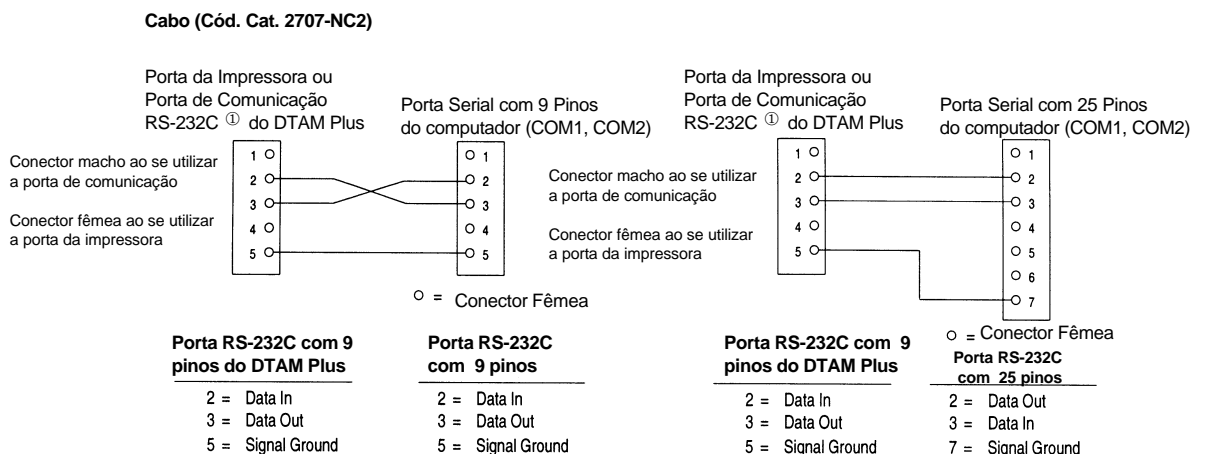 Cabo (Cód. Cat. 2707-NC2)
Porta da Impressora ou
Porta de Comunicação
RS-232C ① do DTAM Plus
Porta Serial com 9 Pinos
do computador (COM1, COM2)
Conector macho ao se utilizar
a porta de comunicação
Conector fêmea ao se utilizar
a porta da impressora
1
2
3
4
5
1
2
3
4
5
= Conector Fêmea
Porta RS-232C com 9
pinos do DTAM Plus
2 = Data In
3 = Data Out
5 = Signal Ground
Porta RS-232C
com 9 pinos
2 = Data In
3 = Data Out
5 = Signal Ground
Porta da Impressora ou
Porta de Comunicação
RS-232C ① do DTAM Plus
Porta Serial com 25 Pinos
do computador (COM1, COM2)
Conector macho ao se utilizar
a porta de comunicação
Conector fêmea ao se utilizar
a porta da impressora
1
2
3
4
5
1
2
3
4
5
6
7
= Conector Fêmea
Porta RS-232C com 9
pinos do DTAM Plus
2 = Data In
3 = Data Out
5 = Signal Ground
Porta RS-232C
com 25 pinos
2 = Data Out
3 = Data In
7 = Signal Ground